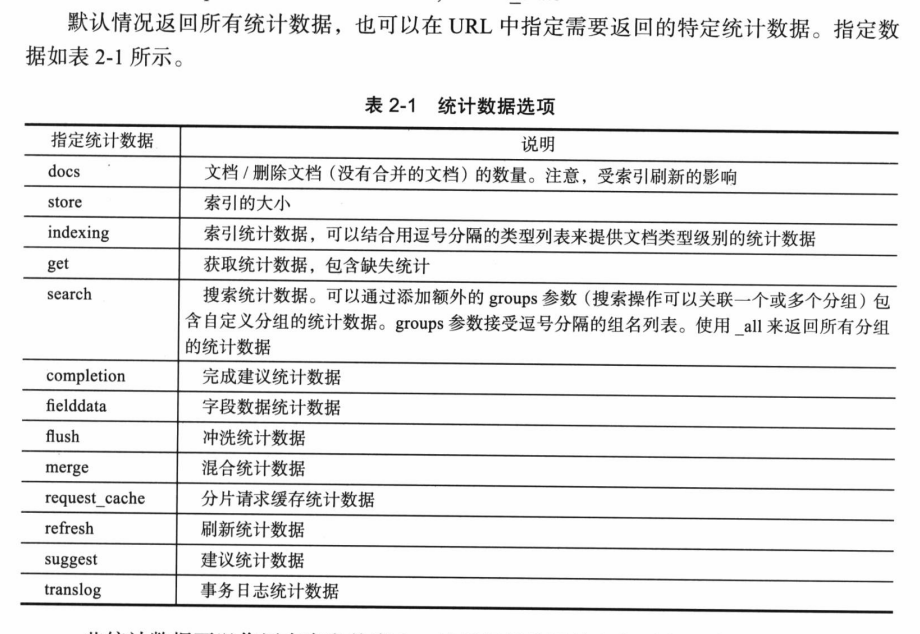 默认情况返回所有统计数据，也可以在 URL 中指定需要返回的特定统计数据。指定数
据如表 2-1 所示。
表 2-1 统计数据选项
指定统计数据 说明
docs 文档 / 删除文档（没有合并的文档）的数量。注意，受索引刷新的影响
store 索引的大小
indexing 索引统计数据，可以结合用逗号分隔的类型列表来提供文档类型级别的统计数据
get 获取统计数据，包含缺失统计
search 搜索统计数据。可以通过添加额外的 groups 参数（搜索操作可以关联一个或多个分组）包
含自定义分组的统计数据。groups 参数接受逗号分隔的组名列表。使用 _all 来返回所有分组
的统计数据
completion 完成建议统计数据
fielddata 字段数据统计数据
flush 冲洗统计数据
merge 混合统计数据
request_cache 分片请求缓存统计数据
refresh 刷新统计数据
suggest 建议统计数据
translog 事务日志统计数据